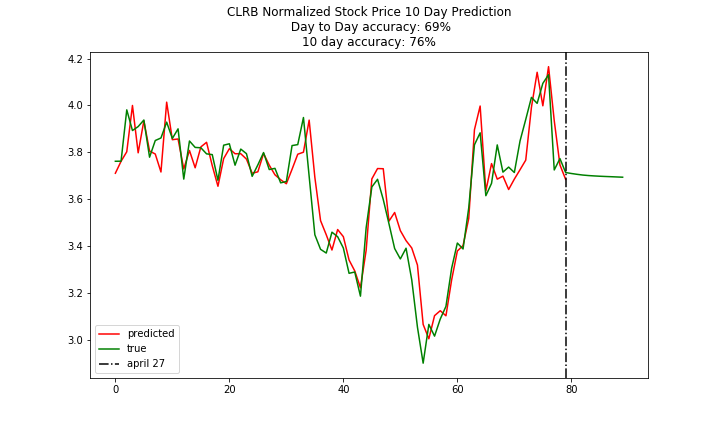 CLRB Normalized Stock Price 10 Day Prediction
Day to Day accuracy: 69%
10 day accuracy: 76%
4.2
4.0
3.8
3.6
3.4
3.2
3.0
predicted
true
april 27
0 20 40 60 80